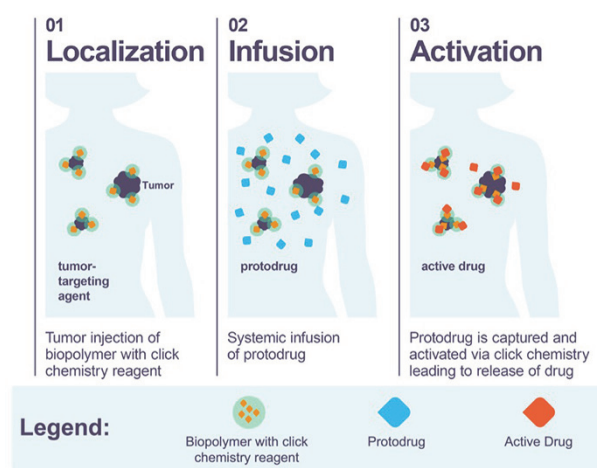 01
Localization
Tumor
tumor-
targeting
agent
Tumor injection of
biopolymer with click
chemistry reagent
02
Infusion
protodrug
Systemic infusion
of protodrug
03
Activation
active drug
Protodrug is captured and
activated via click chemistry
leading to release of drug
Legend:
Biopolymer with click
chemistry reagent
Protodrug
Active Drug